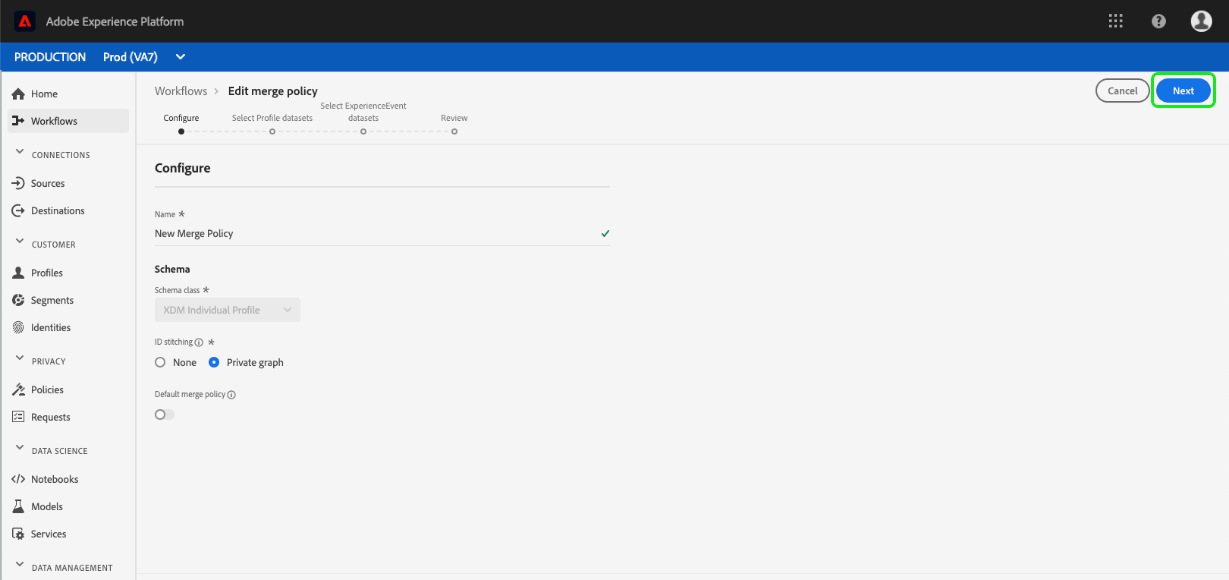 Adobe Experience Platform
PRODUCTION Prod (VA7)
Home
Workflows
CONNECTIONS
Sources
Destinations
CUSTOMER
Profiles
Segments
Identities
PRIVACY
Policies
Requests
DATA SCIENCE
Notebooks
Models
Services
DATA MANAGEMENT
Workflows > Edit merge policy
Cancel
Next
Configure
Select Profile datasets
Select ExperienceEvent
datasets
Review
Configure
Name *
New Merge Policy
Schema
Schema class *
XDM Individual Profile
ID stitching *
None Private graph
Default merge policy